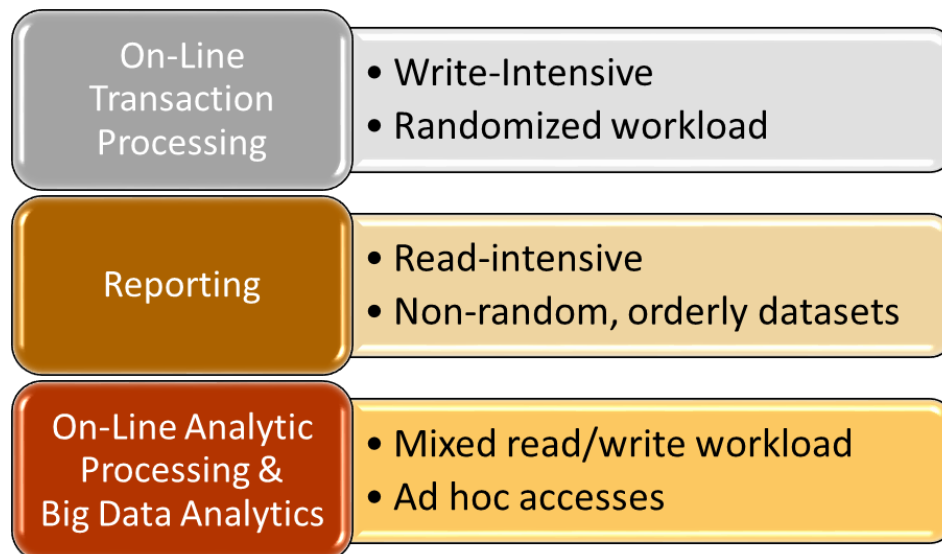 On-Line
Transaction
Processing
• Write-Intensive
• Randomized workload
Reporting
• Read-intensive
• Non-random, orderly datasets
On-Line Analytic
Processing &
Big Data Analytics
• Mixed read/write workload
• Ad hoc accesses